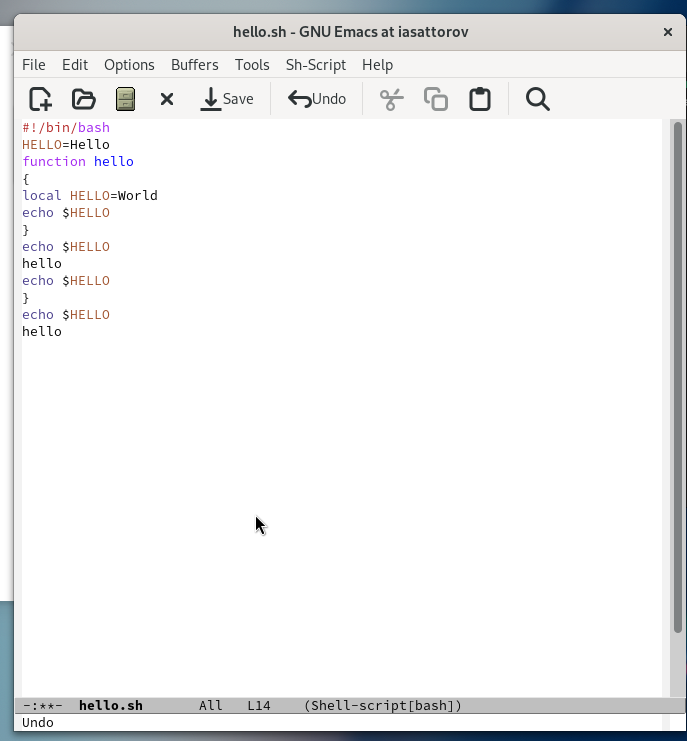 hello.sh - GNU Emacs at iasattorov
File Edit Options Buffers Tools Sh-Script Help
Save Undo
#!/bin/bash
HELLO=Hello
function hello
{
local HELLO=World
echo $HELLO
}
echo $HELLO
hello
echo $HELLO
}
echo $HELLO
hello
-:**- hello.sh All L14 (Shell-script[bash])
Undo